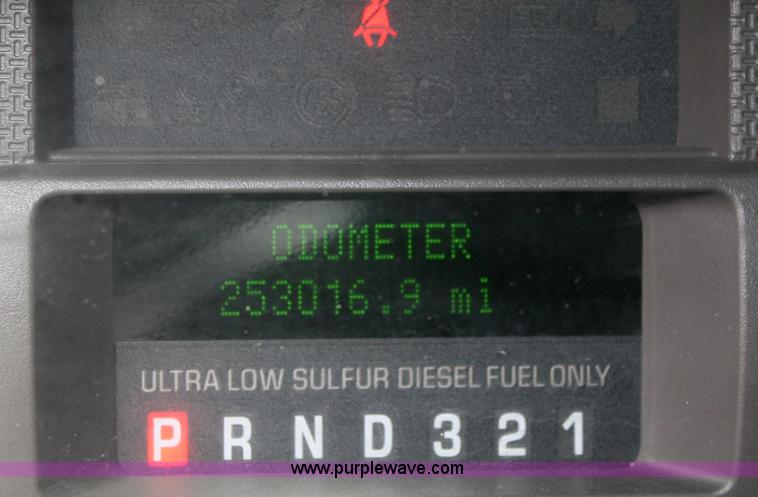 ODOMETER
253016.9 mi
ULTRA LOW SULFUR DIESEL FUEL ONLY
P R N D 3 2 1
www.purplewave.com